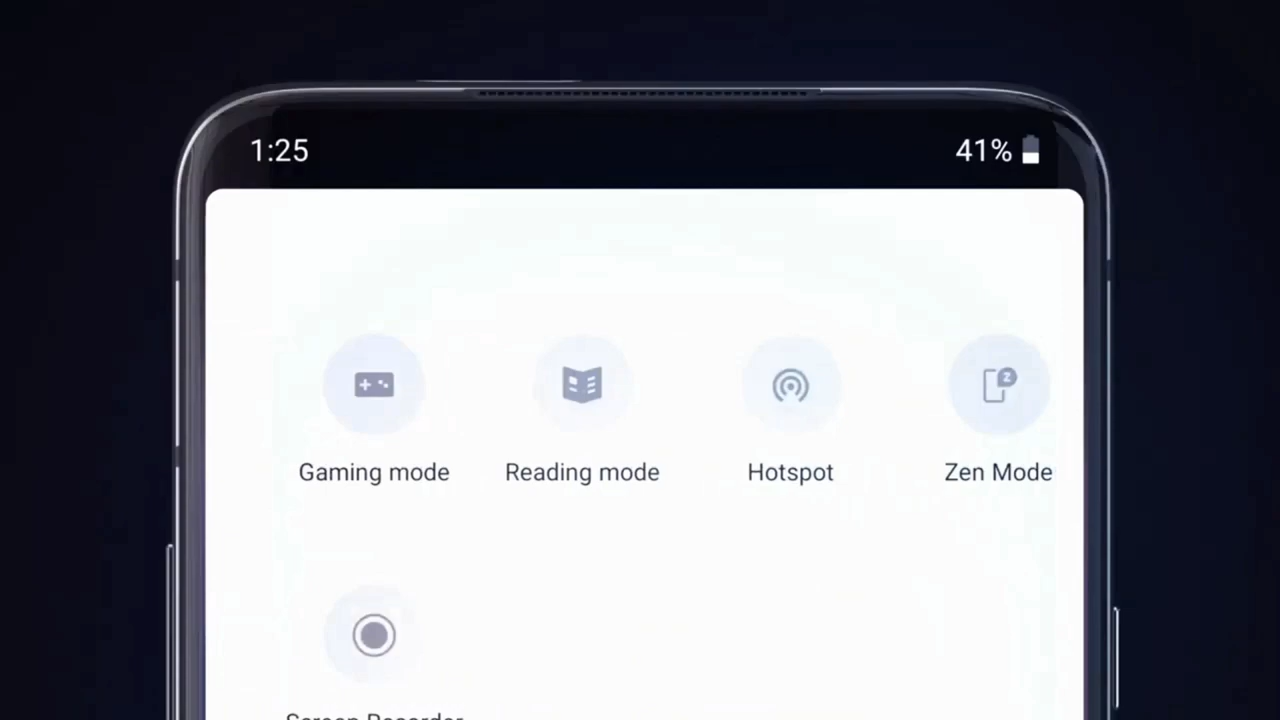 1:25
41%
Gaming mode
Reading mode
Hotspot
Zen Mode
Screen Recorder